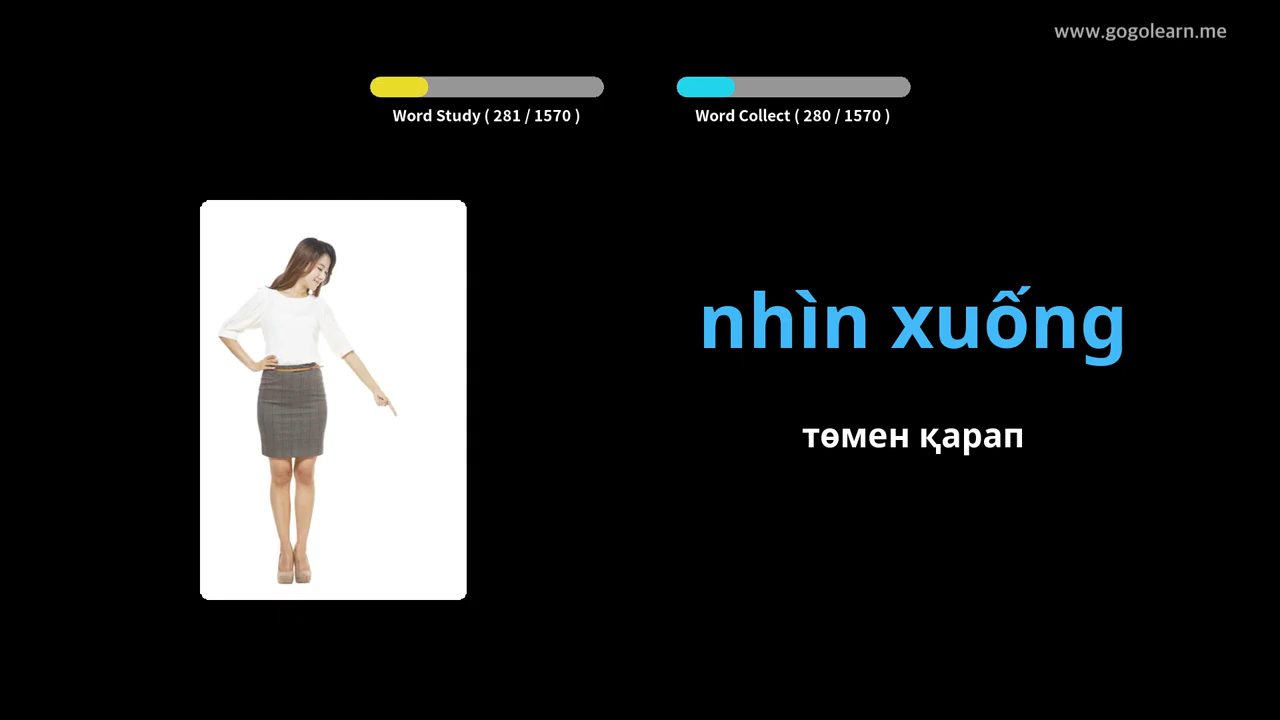 www.gogolearn.me
Word Study ( 281 / 1570 )
Word Collect ( 280 / 1570 )
nhìn xuống
төмен қарап